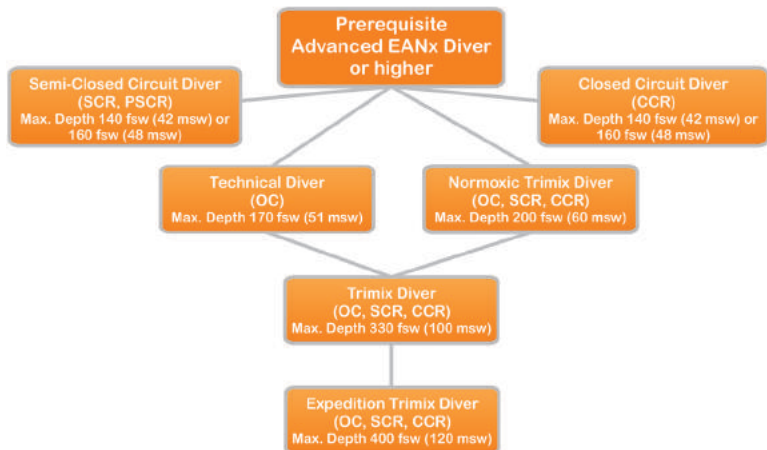 Prerequisite
Advanced EANx Diver
or higher
Semi-Closed Circuit Diver
(SCR, PSCR)
Max. Depth 140 fsw (42 msw) or
160 fsw (48 msw)
Closed Circuit Diver
(CCR)
Max. Depth 140 fsw (42 msw) or
160 fsw (48 msw)
Technical Diver
(OC)
Max. Depth 170 fsw (51 msw)
Normoxic Trimix Diver
(OC, SCR, CCR)
Max. Depth 200 fsw (60 msw)
Trimix Diver
(OC, SCR, CCR)
Max. Depth 330 fsw (100 msw)
Expedition Trimix Diver
(OC, SCR, CCR)
Max. Depth 400 fsw (120 msw)